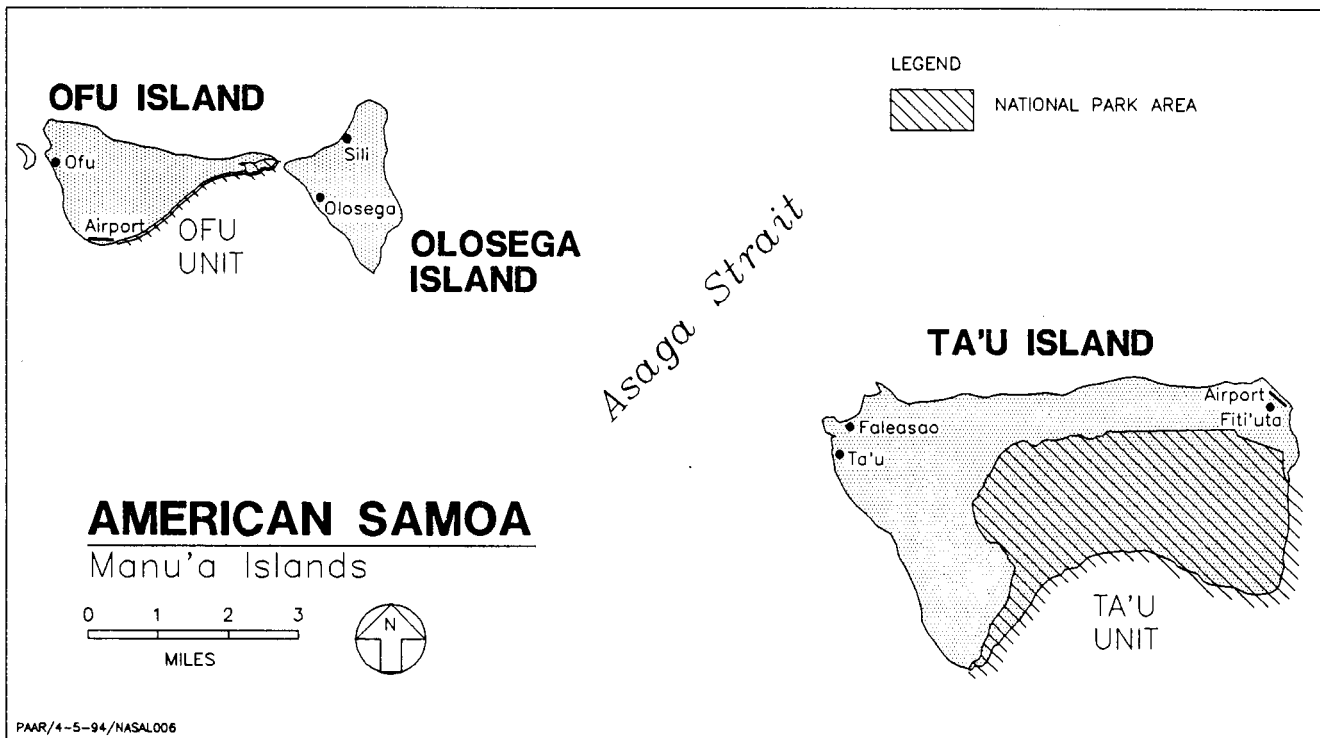 LEGEND
NATIONAL PARK AREA
OFU ISLAND
Ofu
Sili
Olosega
Airport
OFU
UNIT
OLOSEGA
ISLAND
Asaga Strait
TA'U ISLAND
Airport
Fiti'uta
Faleasao
Ta'u
TA'U
UNIT
AMERICAN SAMOA
Manu'a Islands
0 1 2 3
MILES
N
PAAR/4-5-94/NASAL006